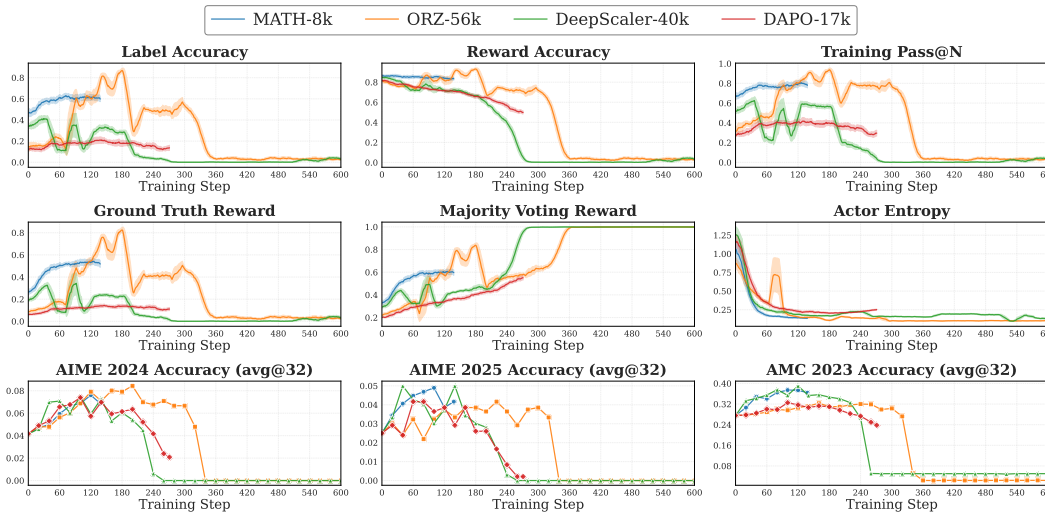 MATH-8k ORZ-56k DeepScaler-40k DAPO-17k
Label Accuracy Reward Accuracy Training Pass@N
0.8 0.6 0.4 0.2 0.0
0 60 120 180 240 300 360 420 480 540 600
Training Step
0.8 0.6 0.4 0.2 0.0
0 60 120 180 240 300 360 420 480 540 600
Training Step
1.0 0.8 0.6 0.4 0.2 0.0
0 60 120 180 240 300 360 420 480 540 600
Training Step
Ground Truth Reward Majority Voting Reward Actor Entropy
0.8 0.6 0.4 0.2 0.0
0 60 120 180 240 300 360 420 480 540 600
Training Step
1.0 0.8 0.6 0.4 0.2
0 60 120 180 240 300 360 420 480 540 600
Training Step
1.25 1.00 0.75 0.50 0.25
0 60 120 180 240 300 360 420 480 540 600
Training Step
AIME 2024 Accuracy (avg@32) AIME 2025 Accuracy (avg@32) AMC 2023 Accuracy (avg@32)
0.08 0.06 0.04 0.02 0.00
0 60 120 180 240 300 360 420 480 540 600
Training Step
0.05 0.04 0.03 0.02 0.01 0.00
0 60 120 180 240 300 360 420 480 540 600
Training Step
0.40 0.32 0.24 0.16 0.08
0 60 120 180 240 300 360 420 480 540 600
Training Step